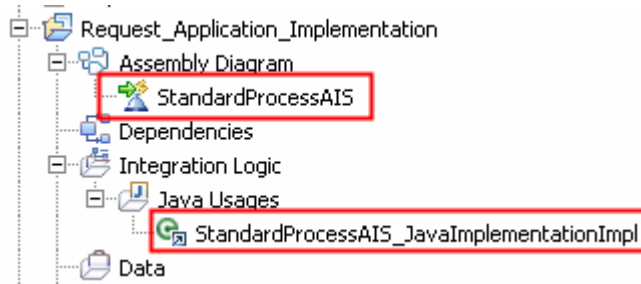 Request_Application_Implementation
Assembly Diagram
StandardProcessAIS
Dependencies
Integration Logic
Java Usages
StandardProcessAIS_JavaImplementationImpl
Data